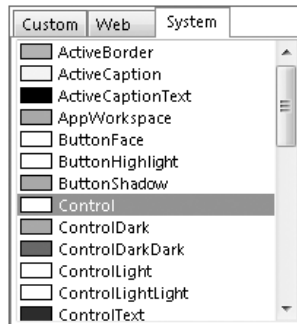 Custom Web System
ActiveBorder
ActiveCaption
ActiveCaptionText
AppWorkspace
ButtonFace
ButtonHighlight
ButtonShadow
Control
ControlDark
ControlDarkDark
ControlLight
ControlLightLight
ControlText